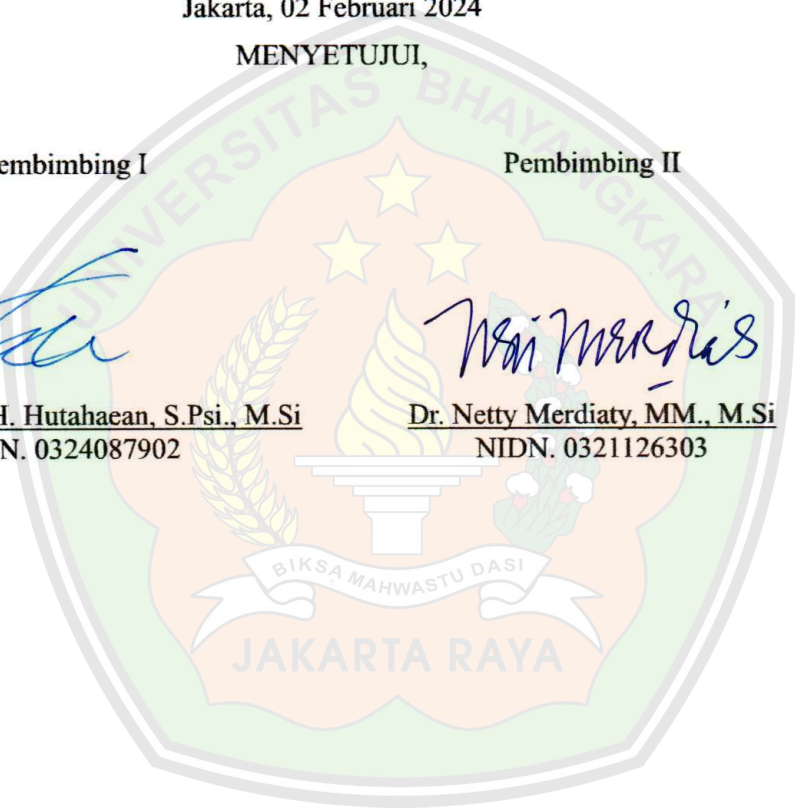 Jakarta, 02 Februari 2024
MENYETUJUI,
embimbing I
Pembimbing II
H. Hutahaean, S.Psi., M.Si
N. 0324087902
Dr. Netty Merdiaty, MM., M.Si
NIDN. 0321126303
UNIVERSITAS BHAYANGKARA
BIKSA MAHWASTU DASI
JAKARTA RAYA